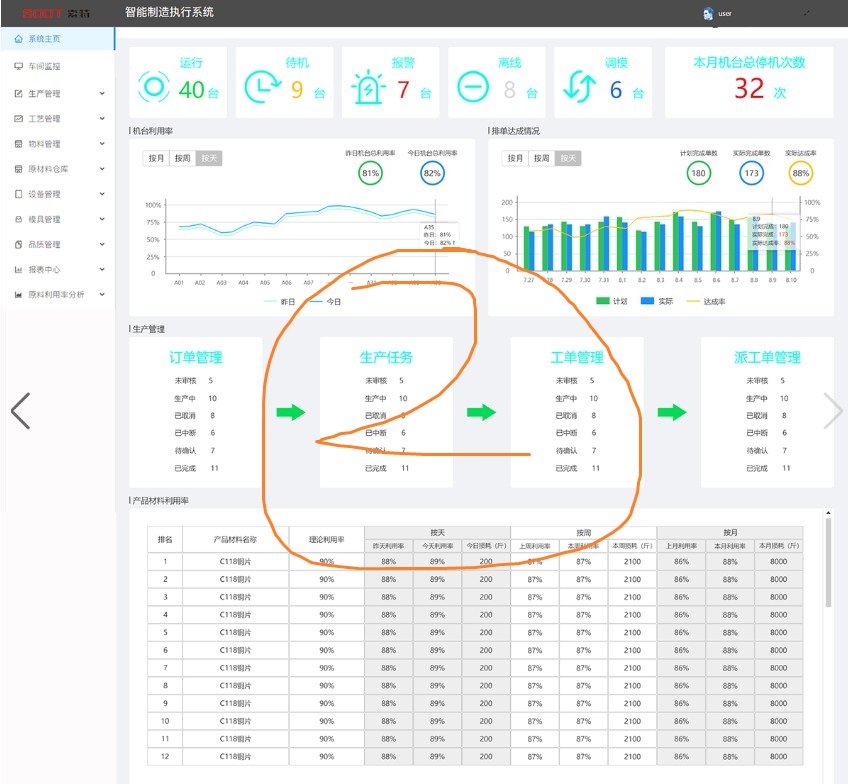 智能制造执行系统
user
系统主页
车间监控
生产管理
工艺管理
物料管理
原材料仓库
设备管理
模具管理
品质管理
报表中心
原料利用率分析
运行
40台
待机
9台
报警
7台
离线
8台
调模
6台
本月机台总停机次数
32次
机台利用率
按月 按周 按天
昨日机台总利用率 今日机台总利用率
81% 82%
100%
75%
50%
25%
0
A35
昨日: 81%
今日: 82%↑
A01 A02 A03 A04 A05 A06 A07
昨日 今日
排单达成情况
按月 按周 按天
计划完成单数 实际完成单数 实际达成率
180 173 88%
200 100%
150 75%
100 50%
50 25%
0 0
8.9
计划完成: 180
实际完成: 173
实际达成率: 88%
7.27 7.28 7.29 7.30 7.31 8.1 8.2 8.3 8.4 8.5 8.6 8.7 8.8 8.9 8.10
计划 实际 达成率
生产管理
订单管理
未审核 5
生产中 10
已取消 8
已中断 6
待确认 7
已完成 11
生产任务
未审核 5
生产中 10
已取消 8
已中断 6
待确认 7
已完成 11
工单管理
未审核 5
生产中 10
已取消 8
已中断 6
待确认 7
已完成 11
派工单管理
未审核 5
生产中 10
已取消 8
已中断 6
待确认 7
已完成 11
2
产品材料利用率
排名 产品材料名称 理论利用率 按天 按周 按月
昨天利用率 今天利用率 今日损耗（斤） 上周利用率 本周利用率 本周损耗（斤） 上月利用率 本月利用率 本月损耗（斤）
1 C118铜片 90% 88% 89% 200 87% 87% 2100 86% 88% 8000
2 C118铜片 90% 88% 89% 200 87% 87% 2100 86% 88% 8000
3 C118铜片 90% 88% 89% 200 87% 87% 2100 86% 88% 8000
4 C118铜片 90% 88% 89% 200 87% 87% 2100 86% 88% 8000
5 C118铜片 90% 88% 89% 200 87% 87% 2100 86% 88% 8000
6 C118铜片 90% 88% 89% 200 87% 87% 2100 86% 88% 8000
7 C118铜片 90% 88% 89% 200 87% 87% 2100 86% 88% 8000
8 C118铜片 90% 88% 89% 200 87% 87% 2100 86% 88% 8000
9 C118铜片 90% 88% 89% 200 87% 87% 2100 86% 88% 8000
10 C118铜片 90% 88% 89% 200 87% 87% 2100 86% 88% 8000
11 C118铜片 90% 88% 89% 200 87% 87% 2100 86% 88% 8000
12 C118铜片 90% 88% 89% 200 87% 87% 2100 86% 88% 8000